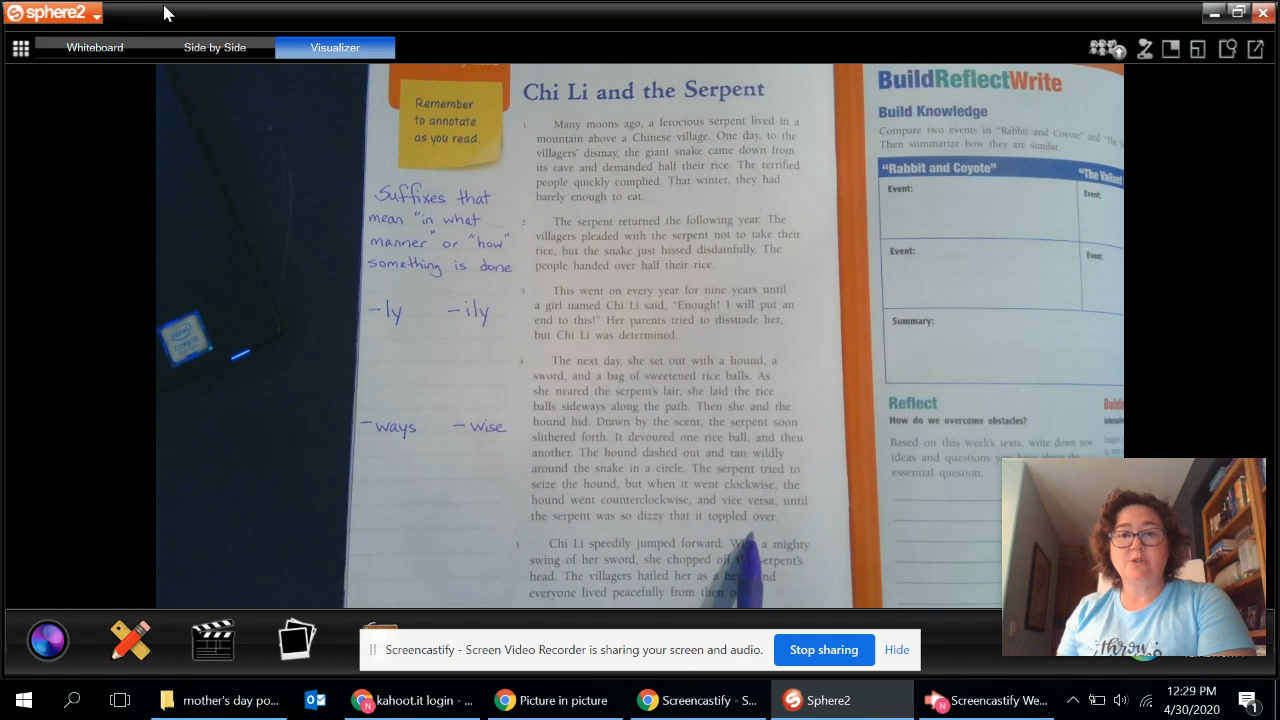 sphere2
Whiteboard
Side by Side
Visualizer
Remember
to annotate
as you read.
Suffixes that
mean "in what
manner" or "how"
something is done
-ly -ily
-ways -wise
Chi Li and the Serpent
1 Many moons ago, a ferocious serpent lived in a
mountain above a Chinese village. One day, to the
villagers' dismay, the giant snake came down from
its cave and demanded half their rice. The terrified
people quickly complied. That winter, they had
barely enough to eat.
2 The serpent returned the following year. The
villagers pleaded with the serpent not to take their
rice, but the snake just hissed disdainfully. The
people handed over half their rice.
3 This went on every year for nine years until
a girl named Chi Li said, "Enough! I will put an
end to this!" Her parents tried to dissuade her,
but Chi Li was determined.
4 The next day, she set out with a hound, a
sword, and a bag of sweetened rice balls. As
she neared the serpent's lair, she laid the rice
balls sideways along the path. Then she and the
hound hid. Drawn by the scent, the serpent soon
slithered forth. It devoured one rice ball, and then
another. The hound dashed out and ran wildly
around the snake in a circle. The serpent tried to
seize the hound, but when it went clockwise, the
hound went counterclockwise, and vice versa, until
the serpent was so dizzy that it toppled over.
5 Chi Li speedily jumped forward. a mighty
swing of her sword, she chopped serpent's
head. The villagers hailed her as a
everyone lived peacefully from then
BuildReflectWrite
Build Knowledge
Compare two events in "Rabbit and Coyote" and "The
Then summarize how they are similar.
"Rabbit and Coyote" "The Valiant
Event: Event:
Event: Event:
Summary:
Reflect
How do we overcome obstacles?
Based on this week's texts, write down new
ideas and questions you have about the
essential question.
Screencastify - Screen Video Recorder is sharing your screen and audio.
Stop sharing
Hide
mother's day po...
kahoot.it login - ...
Picture in picture
Screencastify - S...
Sphere2
Screencastify We...
12:29 PM
4/30/2020